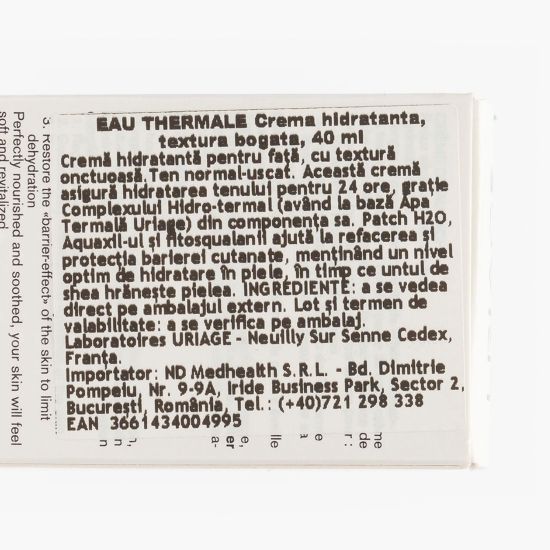 EAU THERMALE Crema hidratanta,
textura bogata, 40 ml
Cremă hidratantă pentru față, cu textură
onctuoasă.Ten normal-uscat. Această cremă
asigură hidratarea tenului pentru 24 ore, grație
Complexului Hidro-termal (având la bază Apa
Termală Uriage) din componența sa. Patch H2O,
Aquaxil-ul și fitosqualanii ajută la refacerea și
protecția barierei cutanate, menținând un nivel
optim de hidratare în piele, în timp ce untul de
shea hrănește pielea. INGREDIENTE: a se vedea
direct pe ambalajul extern. Lot și termen de
valabilitate: a se verifica pe ambalaj.
Laboratoires URIAGE - Neuilly Sur Senne Cedex,
Franța.
Importator: ND Medhealth S.R.L. - Bd. Dimitrie
Pompeiu, Nr. 9-9A, Iride Business Park, Sector 2,
București, România, Tel.: (+40)721 298 338
EAN 3661434004995
3. Restore the «barrier-effect» of the skin to limit
dehydration
Perfectly nourished and soothed, your skin will feel
soft and revitalized